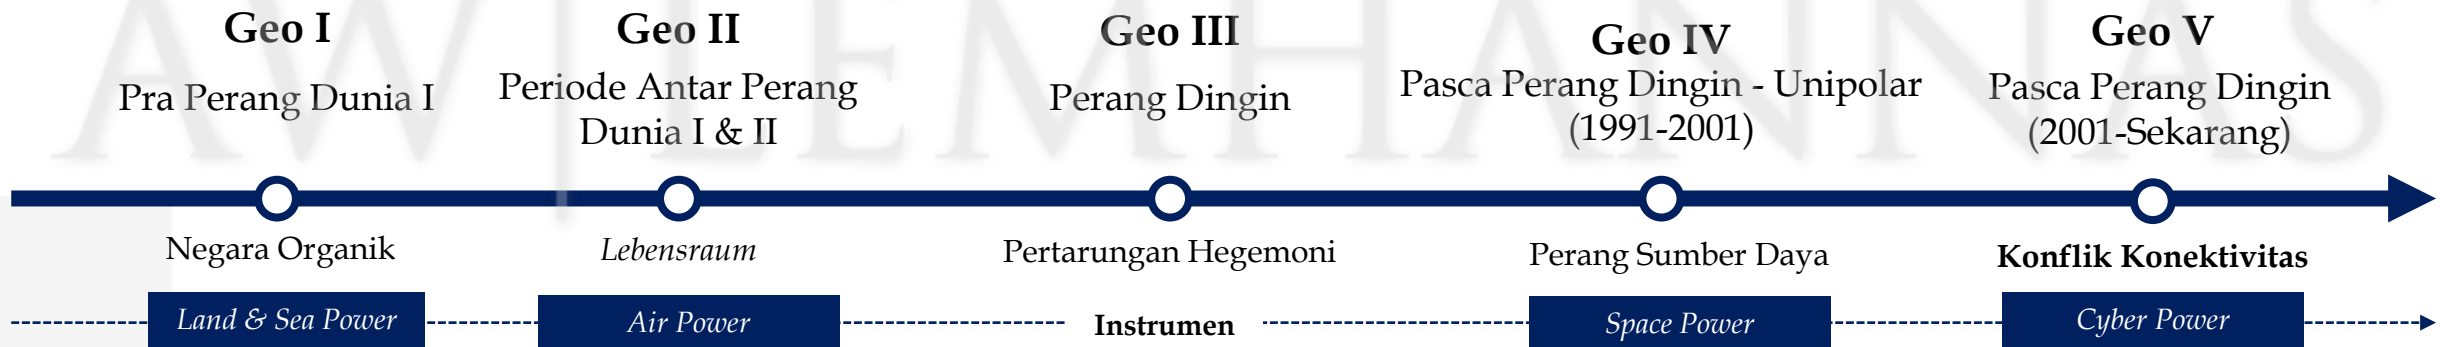 AW | LEMHANNAS
Geo I
Pra Perang Dunia I
Negara Organik
Land & Sea Power
Geo II
Periode Antar Perang
Dunia I & II
Lebensraum
Air Power
Geo III
Perang Dingin
Pertarungan Hegemoni
Instrumen
Geo IV
Pasca Perang Dingin - Unipolar
(1991-2001)
Perang Sumber Daya
Space Power
Geo V
Pasca Perang Dingin
(2001-Sekarang)
Konflik Konektivitas
Cyber Power